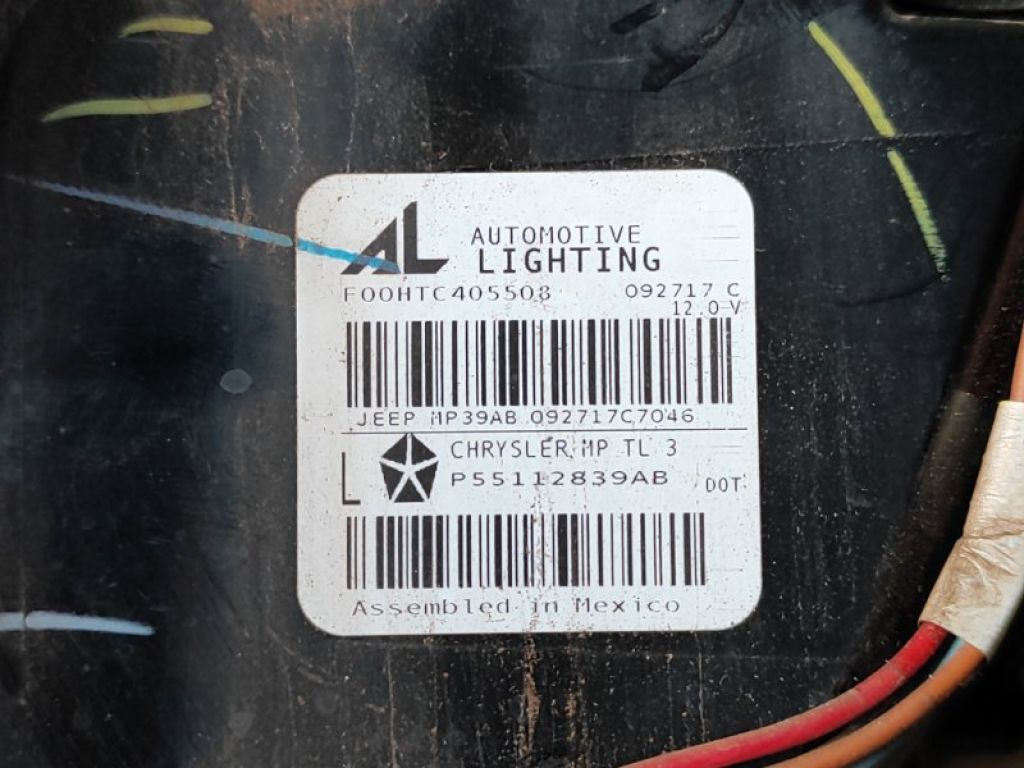 AL AUTOMOTIVE
LIGHTING
F00HTC405508 092717 C
12.0 V
JEEP MP39AB 092717C7046
CHRYSLER MP TL 3
L P55112839AB DOT
Assembled in Mexico